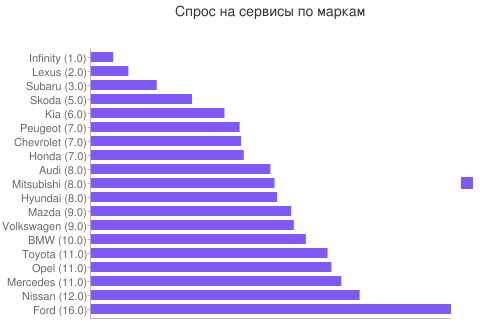 Спрос на сервисы по маркам
Infinity (1.0)
Lexus (2.0)
Subaru (3.0)
Skoda (5.0)
Kia (6.0)
Peugeot (7.0)
Chevrolet (7.0)
Honda (7.0)
Audi (8.0)
Mitsubishi (8.0)
Hyundai (8.0)
Mazda (9.0)
Volkswagen (9.0)
BMW (10.0)
Toyota (11.0)
Opel (11.0)
Mercedes (11.0)
Nissan (12.0)
Ford (16.0)